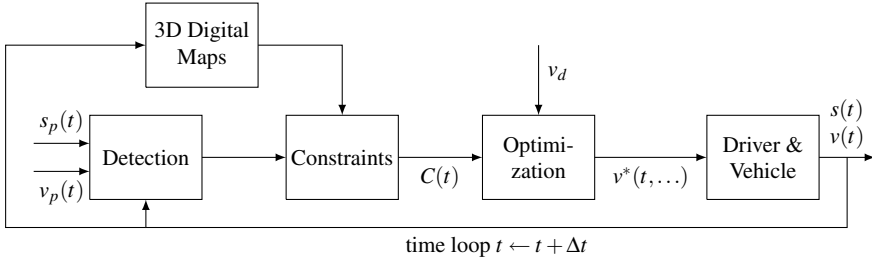 3D Digital
Maps
s_p(t)
v_p(t)
Detection
Constraints
C(t)
v_d
Optimi-
zation
v*(t,...)
Driver &
Vehicle
s(t)
v(t)
time loop t ← t + Δt